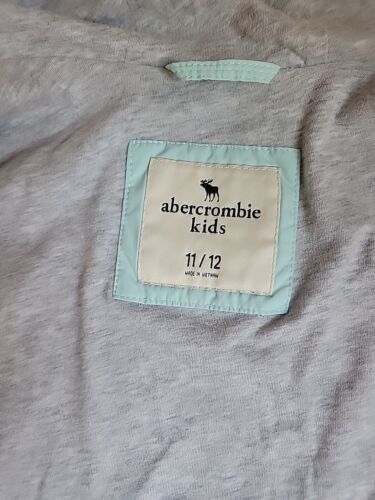 abercrombie
kids
11 / 12
MADE IN VIETNAM